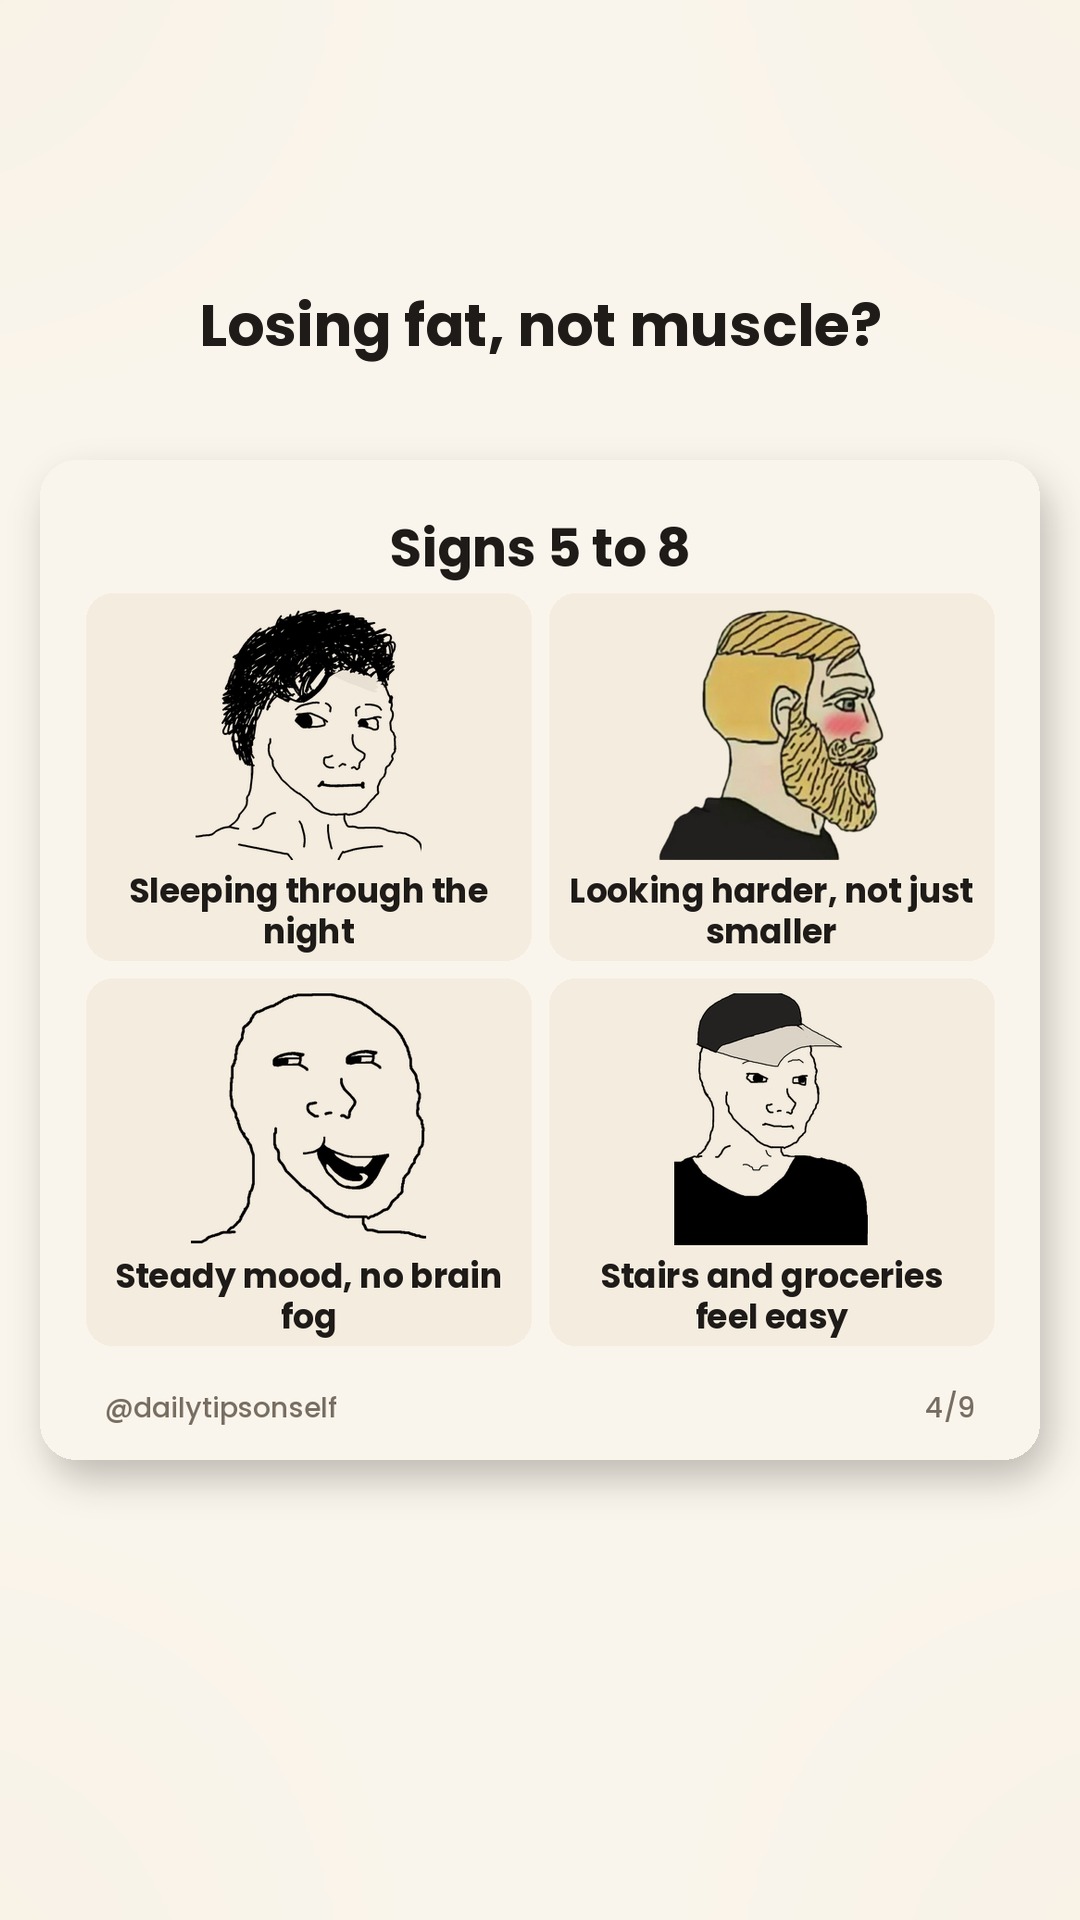 Losing fat, not muscle?
Signs 5 to 8
Sleeping through the
night
Looking harder, not just
smaller
Steady mood, no brain
fog
Stairs and groceries
feel easy
@dailytipsonself
4/9